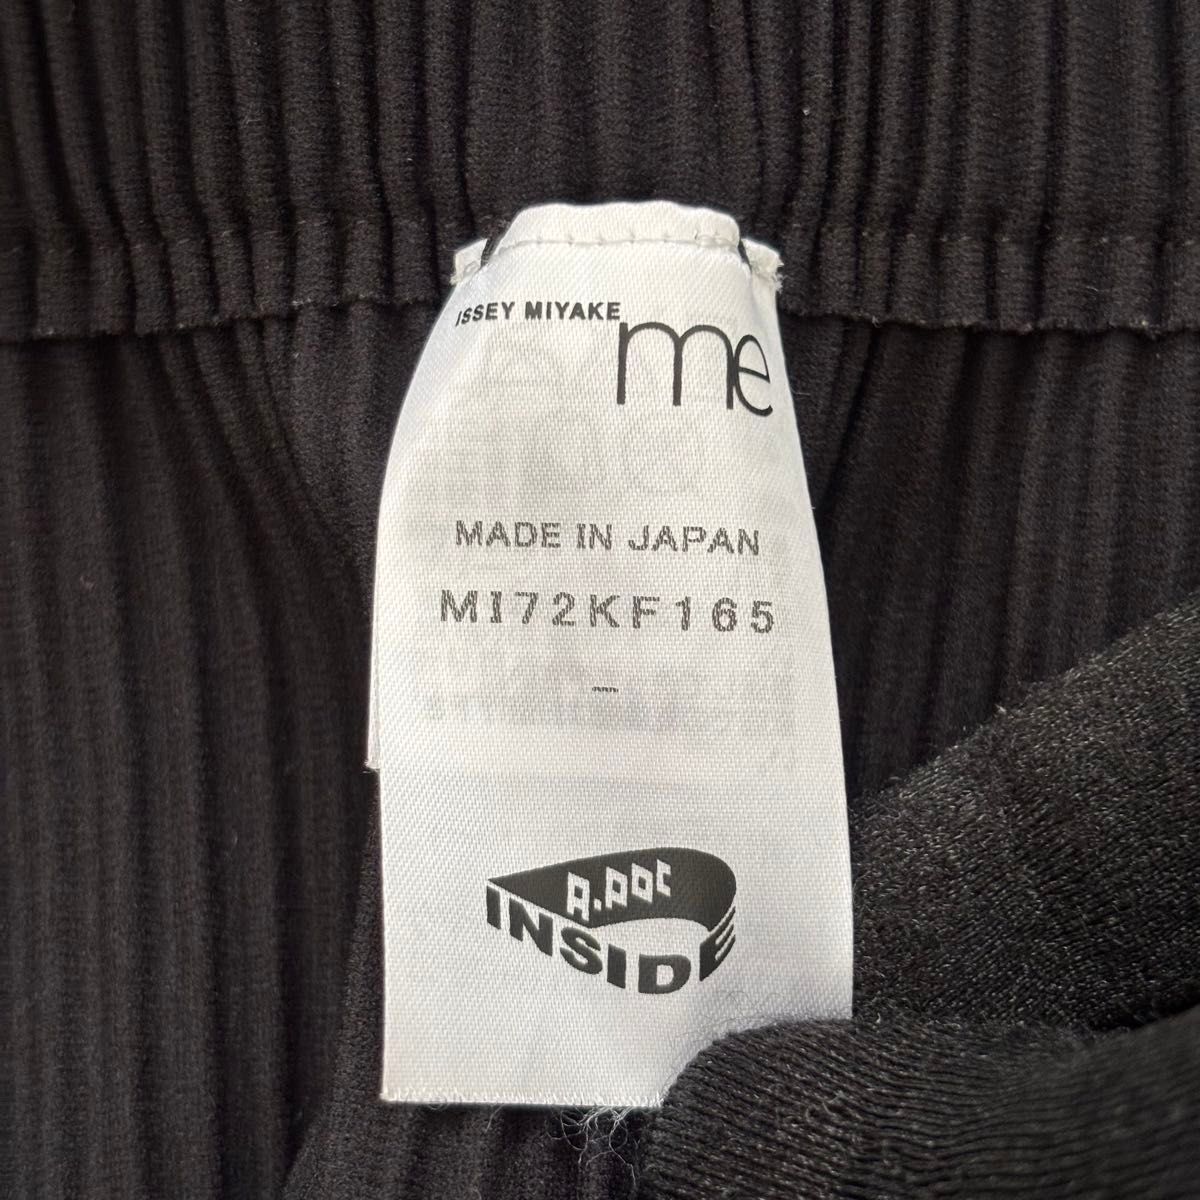 ISSEY MIYAKE
me
MADE IN JAPAN
MI72KF165
A.POC
INSIDE